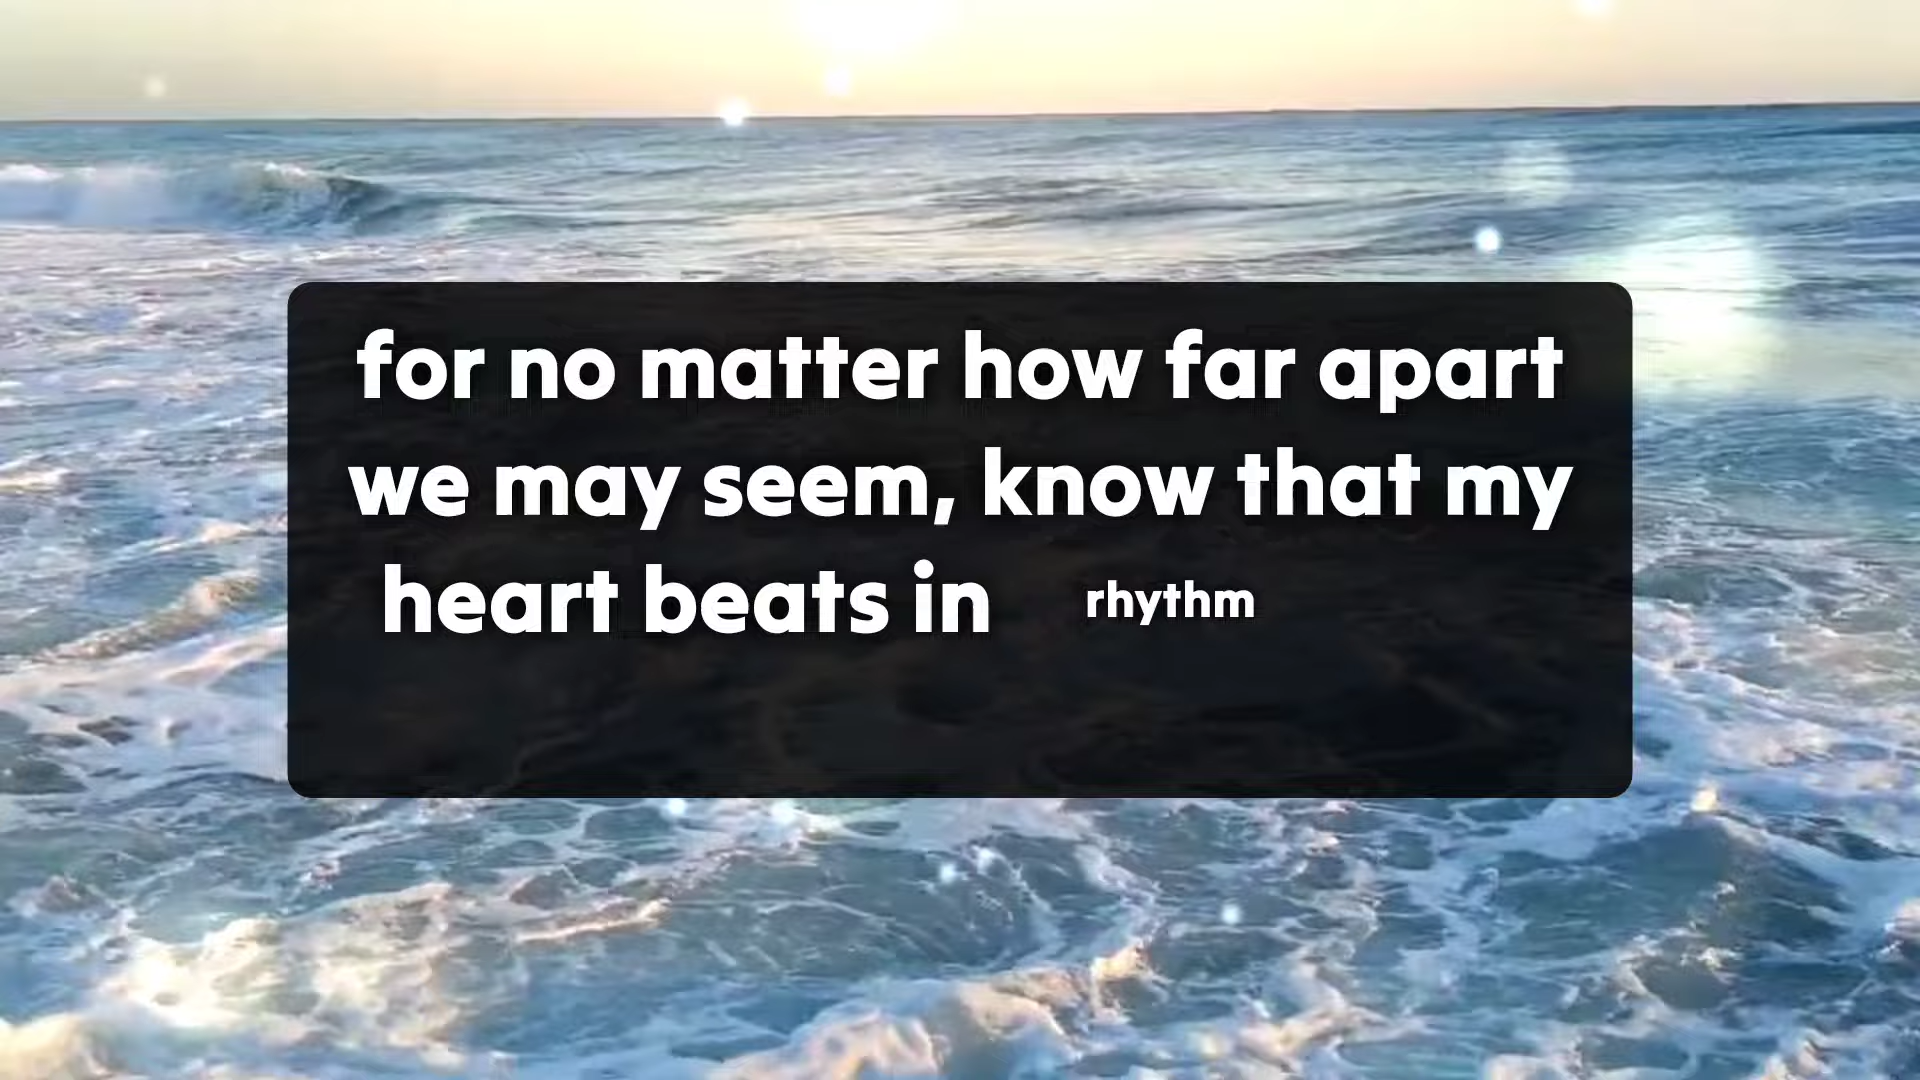 for no matter how far apart
we may seem, know that my
heart beats in rhythm